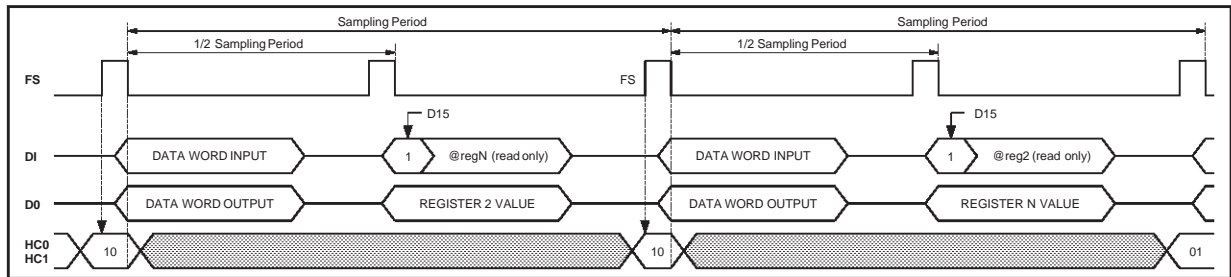 Sampling Period Sampling Period
1/2 Sampling Period 1/2 Sampling Period
FS FS
D15 D15
DI DATA WORD INPUT 1 @regN (read only) DATA WORD INPUT 1 @reg2 (read only)
D0 DATA WORD OUTPUT REGISTER 2 VALUE DATA WORD OUTPUT REGISTER N VALUE
HC0
HC1 10 10 01